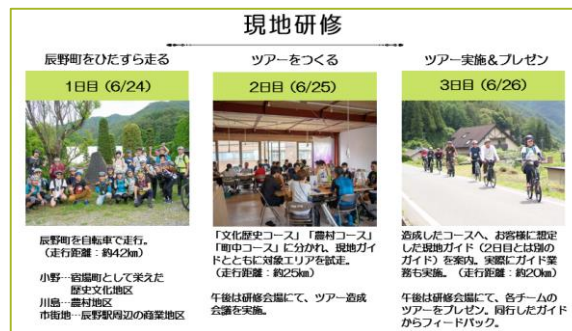 現地研修
辰野町をひたすら走る
1日目（6/24）
辰野町を自転車で走行。
（走行距離：約42km）
小野…宿場町として栄えた
歴史文化地区
川島…農村地区
市街地…辰野駅周辺の商業地区
ツアーをつくる
2日目（6/25）
「文化歴史コース」「農村コース」
「町中コース」に分かれ、現地ガイ
ドとともに対象エリアを試走。
（走行距離：約25km）
午後は研修会場にて、ツアー造成
会議を実施。
ツアー実施＆プレゼン
3日目（6/26）
造成したコースへ、お客様に想定
した現地ガイド（2日目とは別の
ガイド）を案内。実際にガイド業
務も実施。（走行距離：約20km）
午後は研修会場にて、各チームの
ツアーをプレゼン。同行したガイド
からフィードバック。